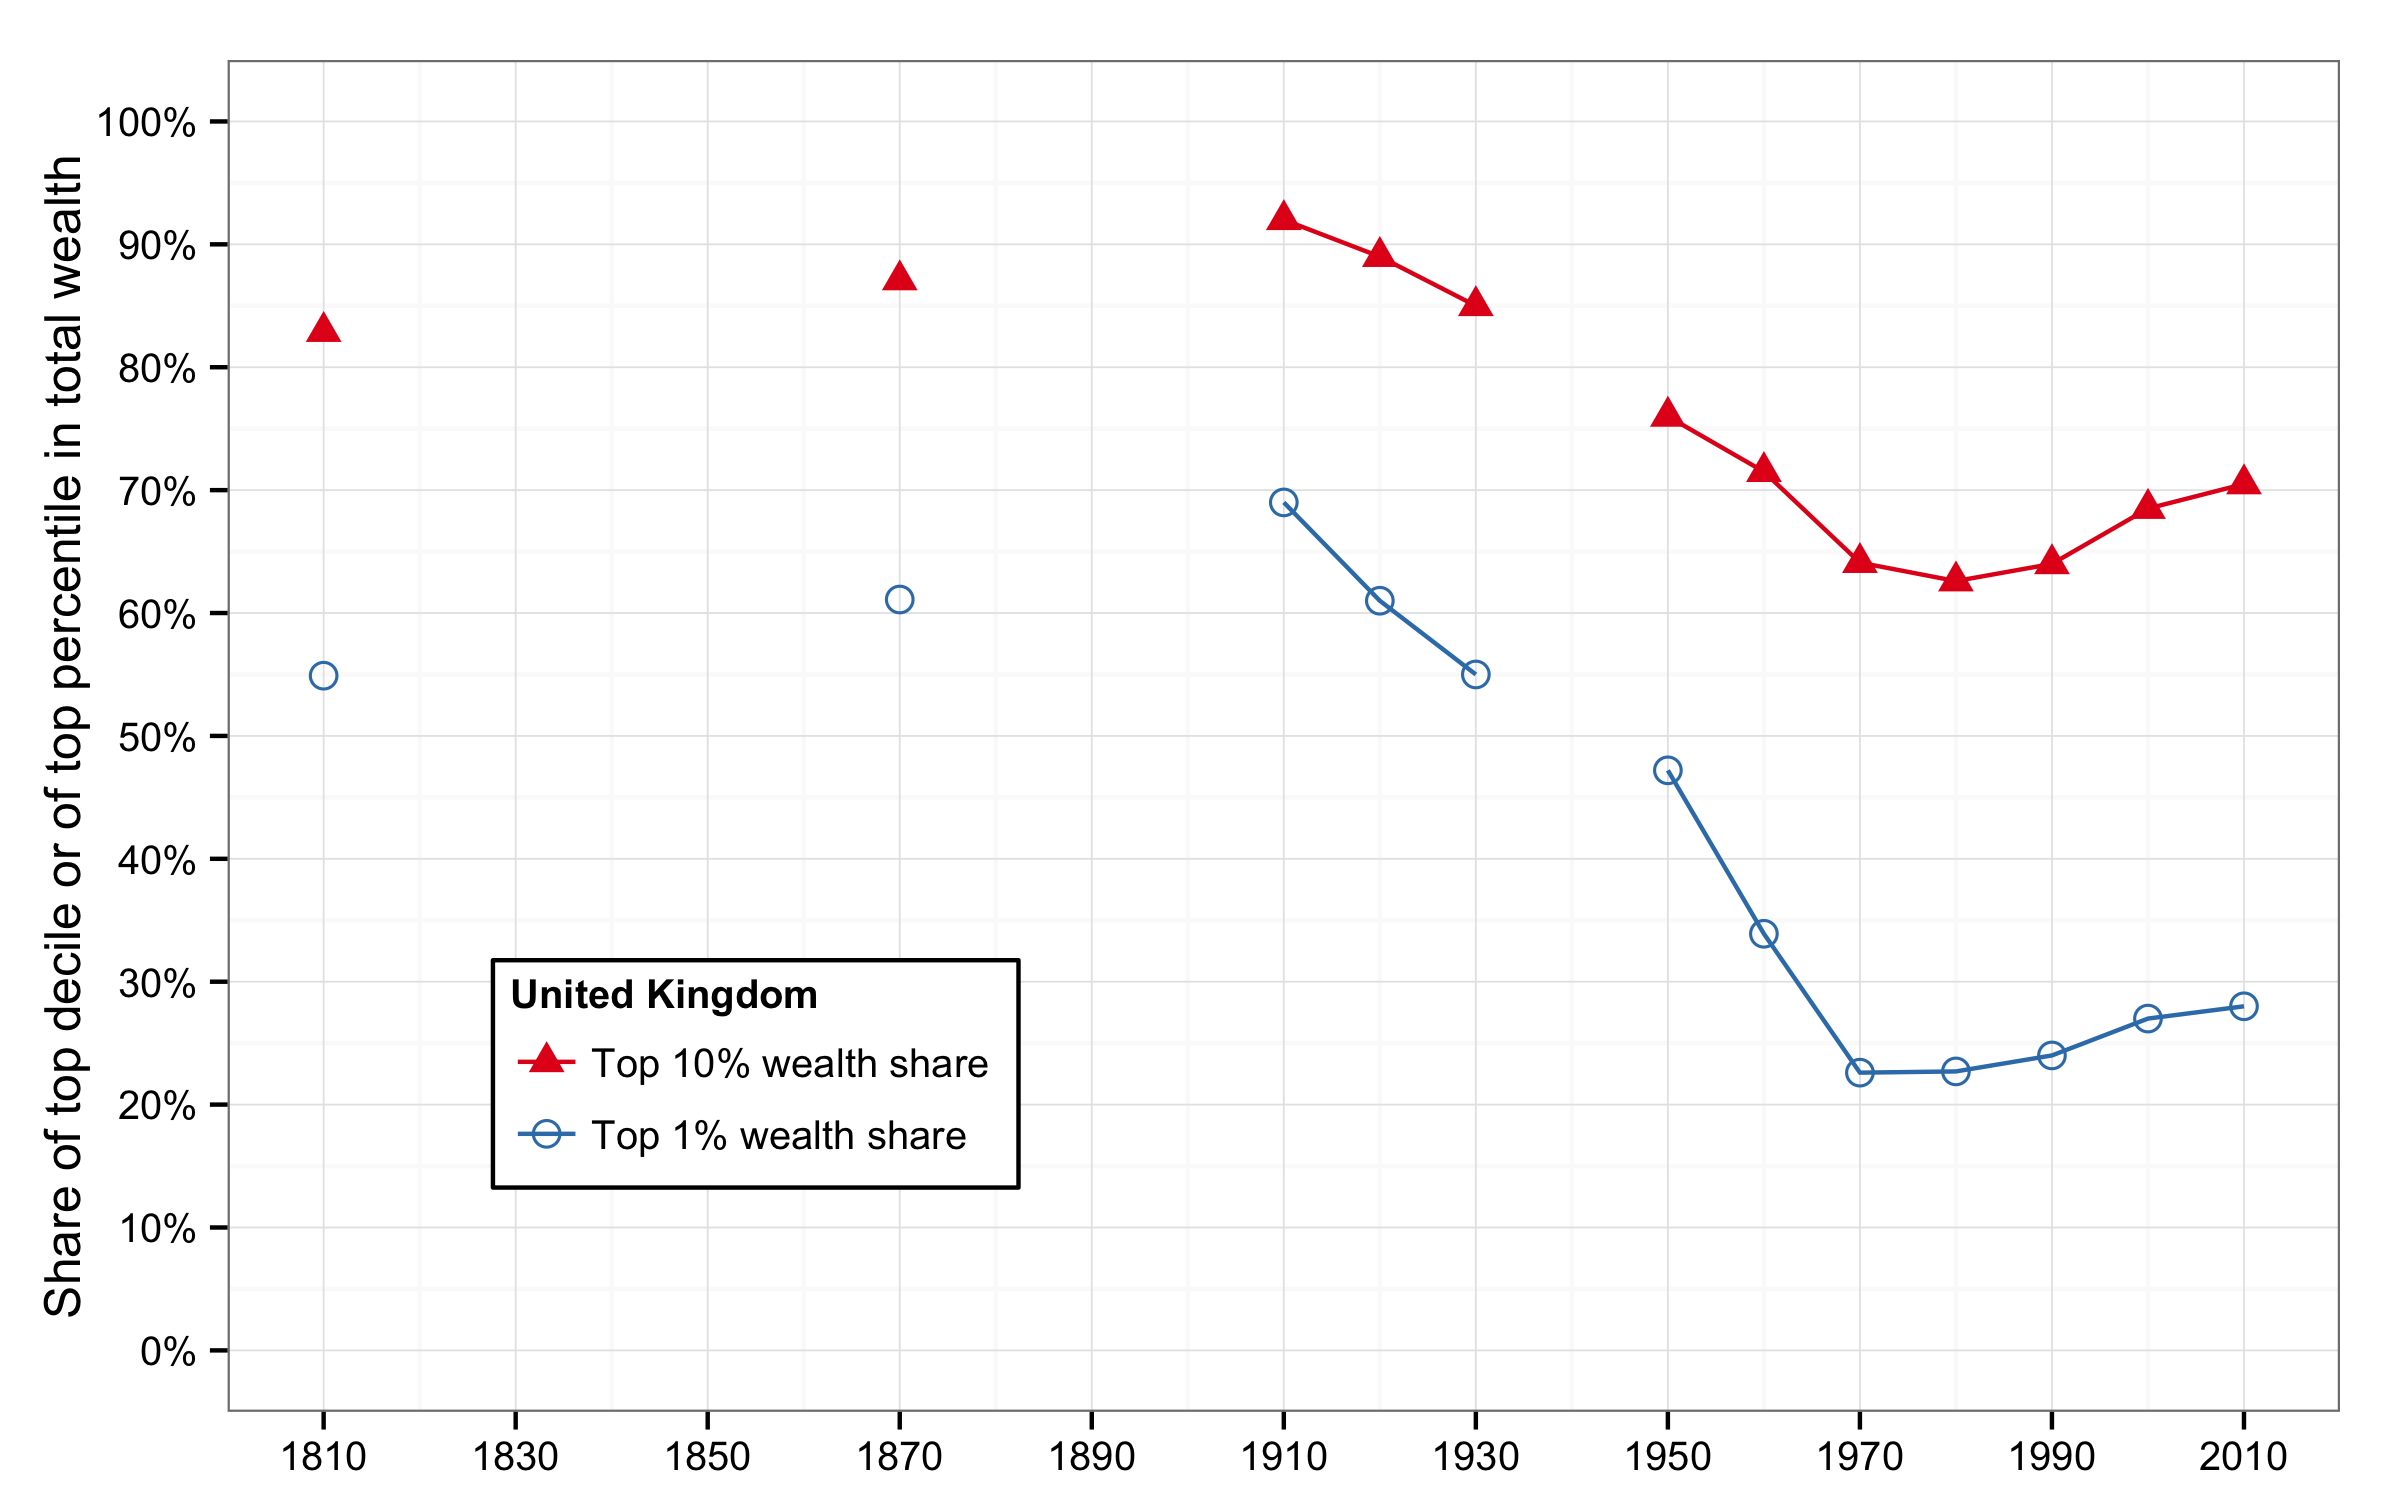 Share of top decile or of top percentile in total wealth
100%
90%
80%
70%
60%
50%
40%
30%
20%
10%
0%
United Kingdom
Top 10% wealth share
Top 1% wealth share
1810 1830 1850 1870 1890 1910 1930 1950 1970 1990 2010